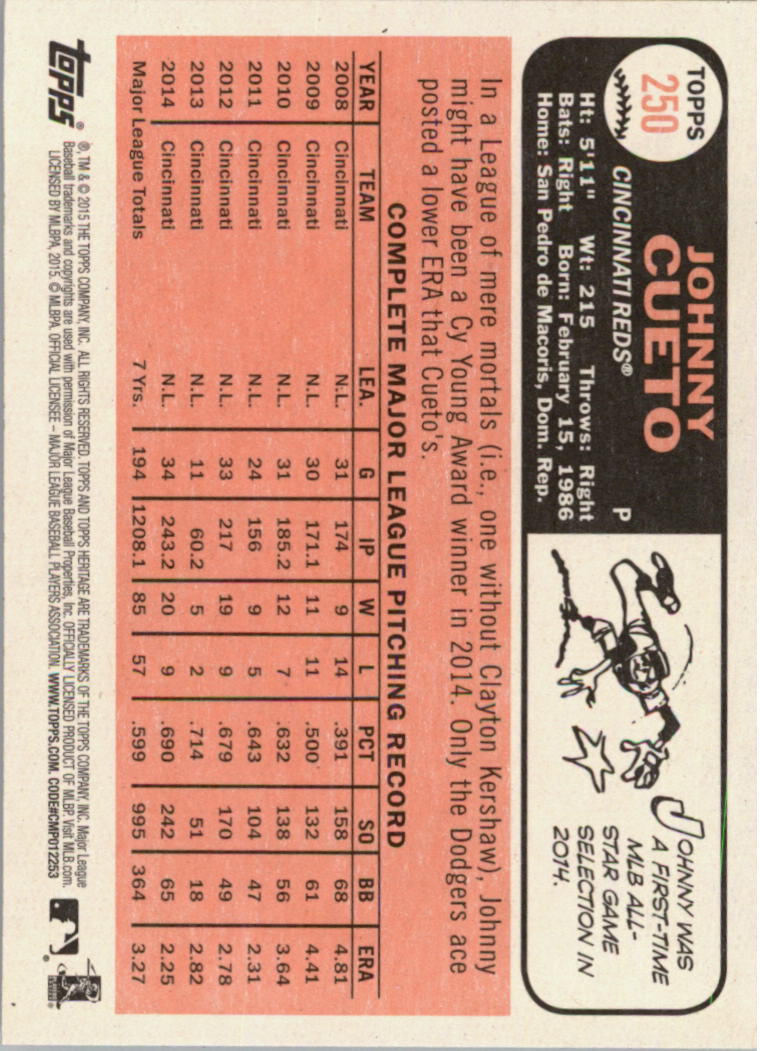 TOPPS
250
JOHNNY
CUETO
CINCINNATI REDS® P
Ht: 5'11" Wt: 215 Throws: Right
Bats: Right Born: February 15, 1986
Home: San Pedro de Macoris, Dom. Rep.
JOHNNY WAS
A FIRST-TIME
MLB ALL-
STAR GAME
SELECTION IN
2014.
In a League of mere mortals (i.e., one without Clayton Kershaw), Johnny
might have been a Cy Young Award winner in 2014. Only the Dodgers ace
posted a lower ERA that Cueto's.
COMPLETE MAJOR LEAGUE PITCHING RECORD
YEAR TEAM LEA. G IP W L PCT SO BB ERA
2008 Cincinnati N.L. 31 174 9 14 .391 158 68 4.81
2009 Cincinnati N.L. 30 171.1 11 11 .500 132 61 4.41
2010 Cincinnati N.L. 31 185.2 12 7 .632 138 56 3.64
2011 Cincinnati N.L. 24 156 9 5 .643 104 47 2.31
2012 Cincinnati N.L. 33 217 19 9 .679 170 49 2.78
2013 Cincinnati N.L. 11 60.2 5 2 .714 51 18 2.82
2014 Cincinnati N.L. 34 243.2 20 9 .690 242 65 2.25
Major League Totals 7 Yrs. 194 1208.1 85 57 .599 995 364 3.27
topps®
®, TM & © 2015 THE TOPPS COMPANY, INC. ALL RIGHTS RESERVED. TOPPS AND TOPPS HERITAGE ARE TRADEMARKS OF THE TOPPS COMPANY, INC. Major League
Baseball trademarks and copyrights are used with permission of Major League Baseball Properties, Inc. OFFICIALLY LICENSED PRODUCT OF MLBP. Visit MLB.com.
LICENSED BY MLBPA, 2015. © MLBPA. OFFICIAL LICENSEE – MAJOR LEAGUE BASEBALL PLAYERS ASSOCIATION. WWW.TOPPS.COM. CODE#CMP012253